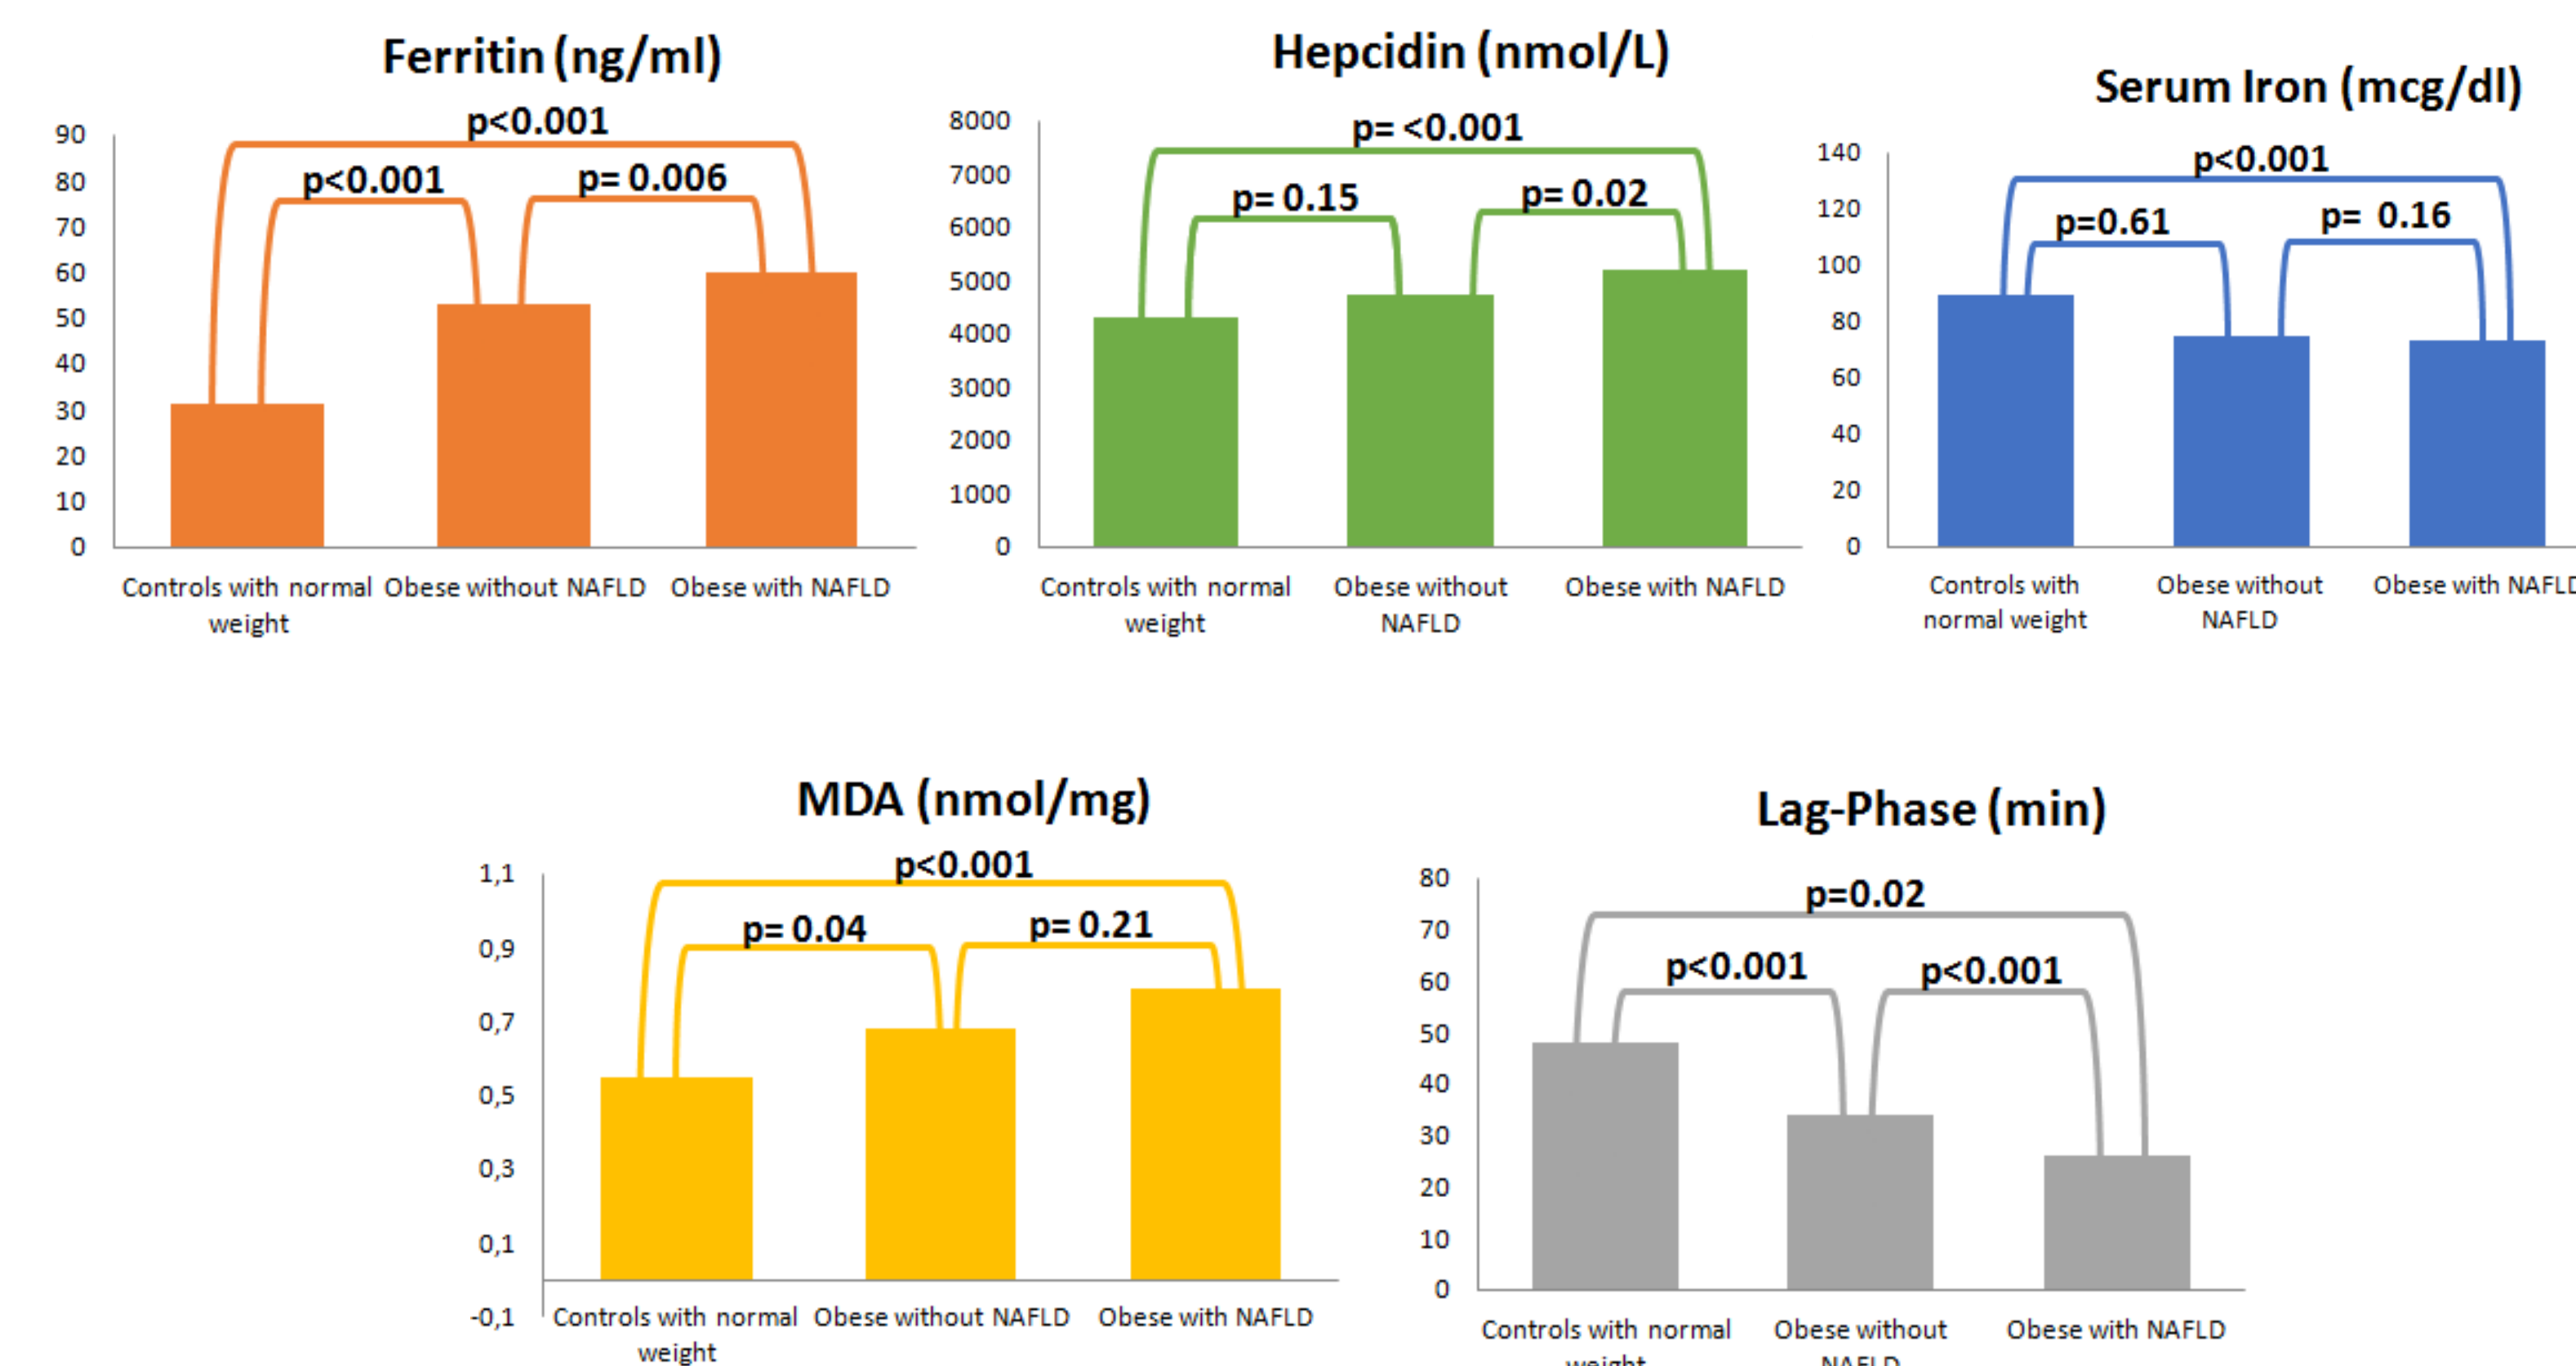 Ferritin (ng/ml)
p<0.001
p<0.001
p= 0.006
90
80
70
60
50
40
30
20
10
0
Controls with normal weight
Obese without NAFLD
Obese with NAFLD
Hepcidin (nmol/L)
p= <0.001
p= 0.15
p= 0.02
8000
7000
6000
5000
4000
3000
2000
1000
0
Controls with normal
weight
Obese without
NAFLD
Obese with NAFLD
Serum Iron (mcg/dl)
p<0.001
p=0.61
p= 0.16
140
120
100
80
60
40
20
0
Controls with
normal weight
Obese without
NAFLD
Obese with NAFLD
MDA (nmol/mg)
p<0.001
p= 0.04
p= 0.21
1,1
0,9
0,7
0,5
0,3
0,1
-0,1
Controls with normal
weight
Obese without NAFLD
Obese with NAFLD
Lag-Phase (min)
p=0.02
p<0.001
p<0.001
80
70
60
50
40
30
20
10
0
Controls with normal
weight
Obese without
NAFLD
Obese with NAFLD